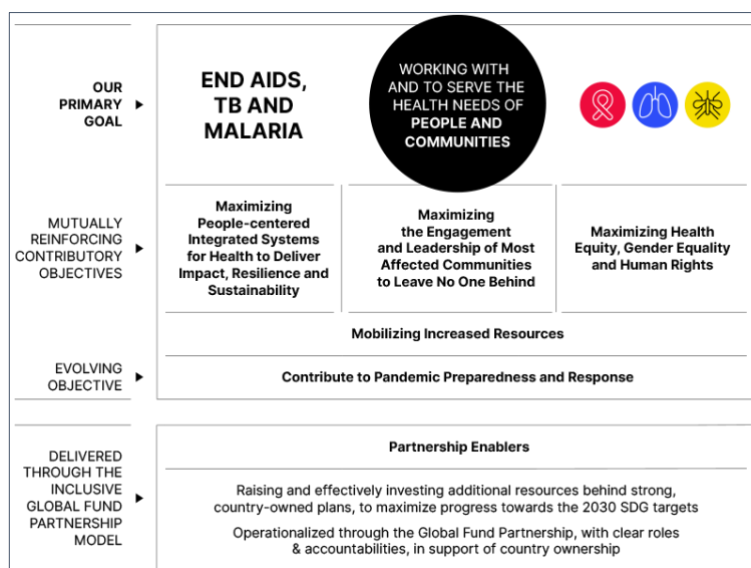 OUR
PRIMARY
GOAL
END AIDS,
TB AND
MALARIA
WORKING WITH
AND TO SERVE THE
HEALTH NEEDS OF
PEOPLE AND
COMMUNITIES
MUTUALLY
REINFORCING
CONTRIBUTORY
OBJECTIVES
Maximizing
People-centered
Integrated Systems
for Health to Deliver
Impact, Resilience and
Sustainability
Maximizing
the Engagement
and Leadership of Most
Affected Communities
to Leave No One Behind
Maximizing Health
Equity, Gender Equality
and Human Rights
Mobilizing Increased Resources
EVOLVING
OBJECTIVE
Contribute to Pandemic Preparedness and Response
DELIVERED
THROUGH THE
INCLUSIVE
GLOBAL FUND
PARTNERSHIP
MODEL
Partnership Enablers
Raising and effectively investing additional resources behind strong,
country-owned plans, to maximize progress towards the 2030 SDG targets
Operationalized through the Global Fund Partnership, with clear roles
& accountabilities, in support of country ownership